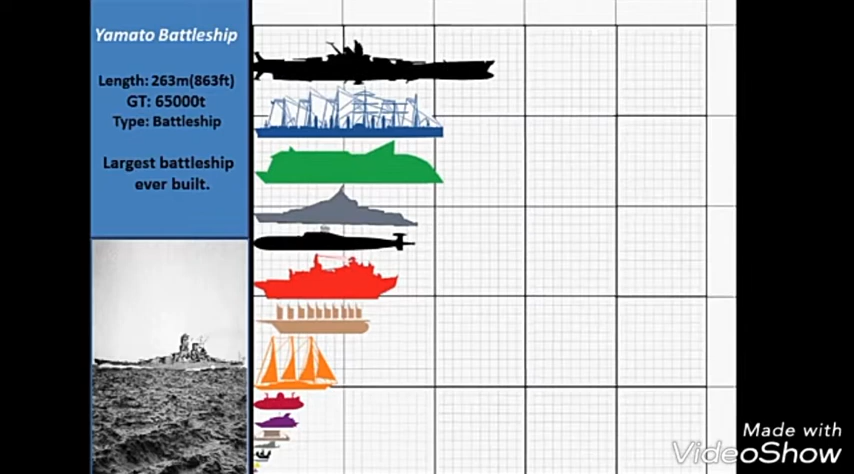 Yamato Battleship
Length: 263m(863ft)
GT: 65000t
Type: Battleship
Largest battleship
ever built.
Made with
VideoShow